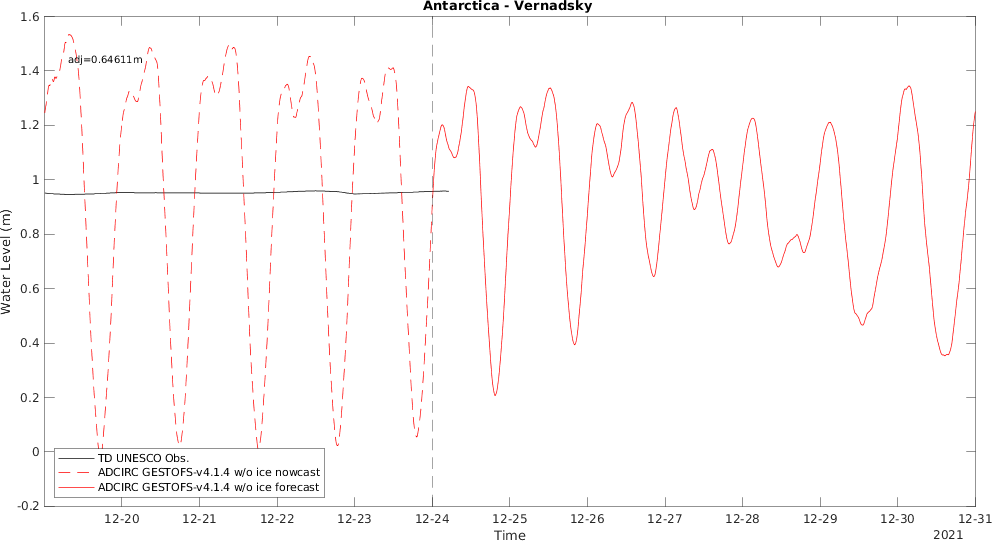 Antarctica - Vernadsky
1.6
1.4
1.2
1
0.8
0.6
0.4
0.2
0
-0.2
Water Level (m)
adj=0.64611m
TD UNESCO Obs.
ADCIRC GESTOFS-v4.1.4 w/o ice nowcast
ADCIRC GESTOFS-v4.1.4 w/o ice forecast
12-20 12-21 12-22 12-23 12-24 12-25 12-26 12-27 12-28 12-29 12-30 12-31
Time
2021